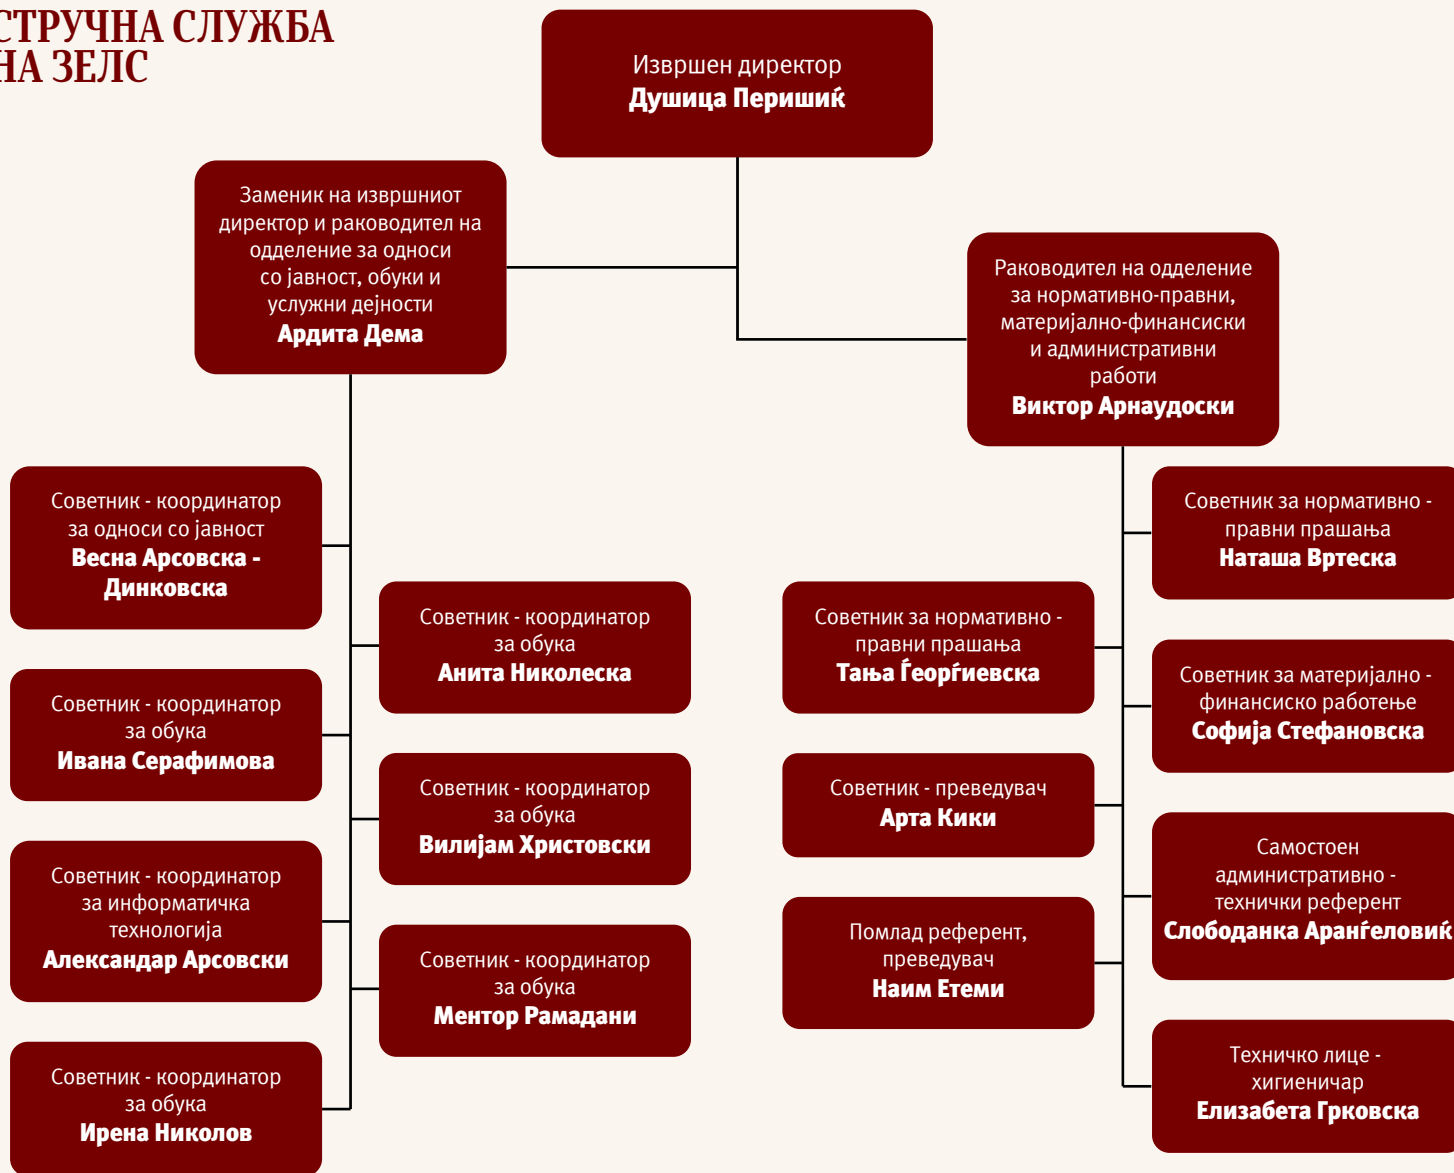 СТРУЧНА СЛУЖБА
НА ЗЕЛС
Извршен директор
Душица Перишиќ
Заменик на извршниот
директор и раководител на
одделение за односи
со јавност, обуки и
услужни дејности
Ардита Дема
Раководител на одделение
за нормативно-правни,
материјално-финансиски
и административни
работи
Виктор Арнаудоски
Советник - координатор
за односи со јавност
Весна Арсовска -
Динковска
Советник - координатор
за обука
Анита Николеска
Советник - координатор
за обука
Ивана Серафимова
Советник - координатор
за обука
Вилијам Христовски
Советник - координатор
за информатичка
технологија
Александар Арсовски
Советник - координатор
за обука
Ментор Рамадани
Советник - координатор
за обука
Ирена Николов
Советник за нормативно -
правни прашања
Наташа Вртеска
Советник за нормативно -
правни прашања
Тања Ѓеорѓиевска
Советник за материјално -
финансиско работење
Софија Стефановска
Советник - преведувач
Арта Кики
Самостоен
административно -
технички референт
Слободанка Аранѓеловиќ
Помлад референт,
преведувач
Наим Етеми
Техничко лице -
хигиеничар
Елизабета Грковска